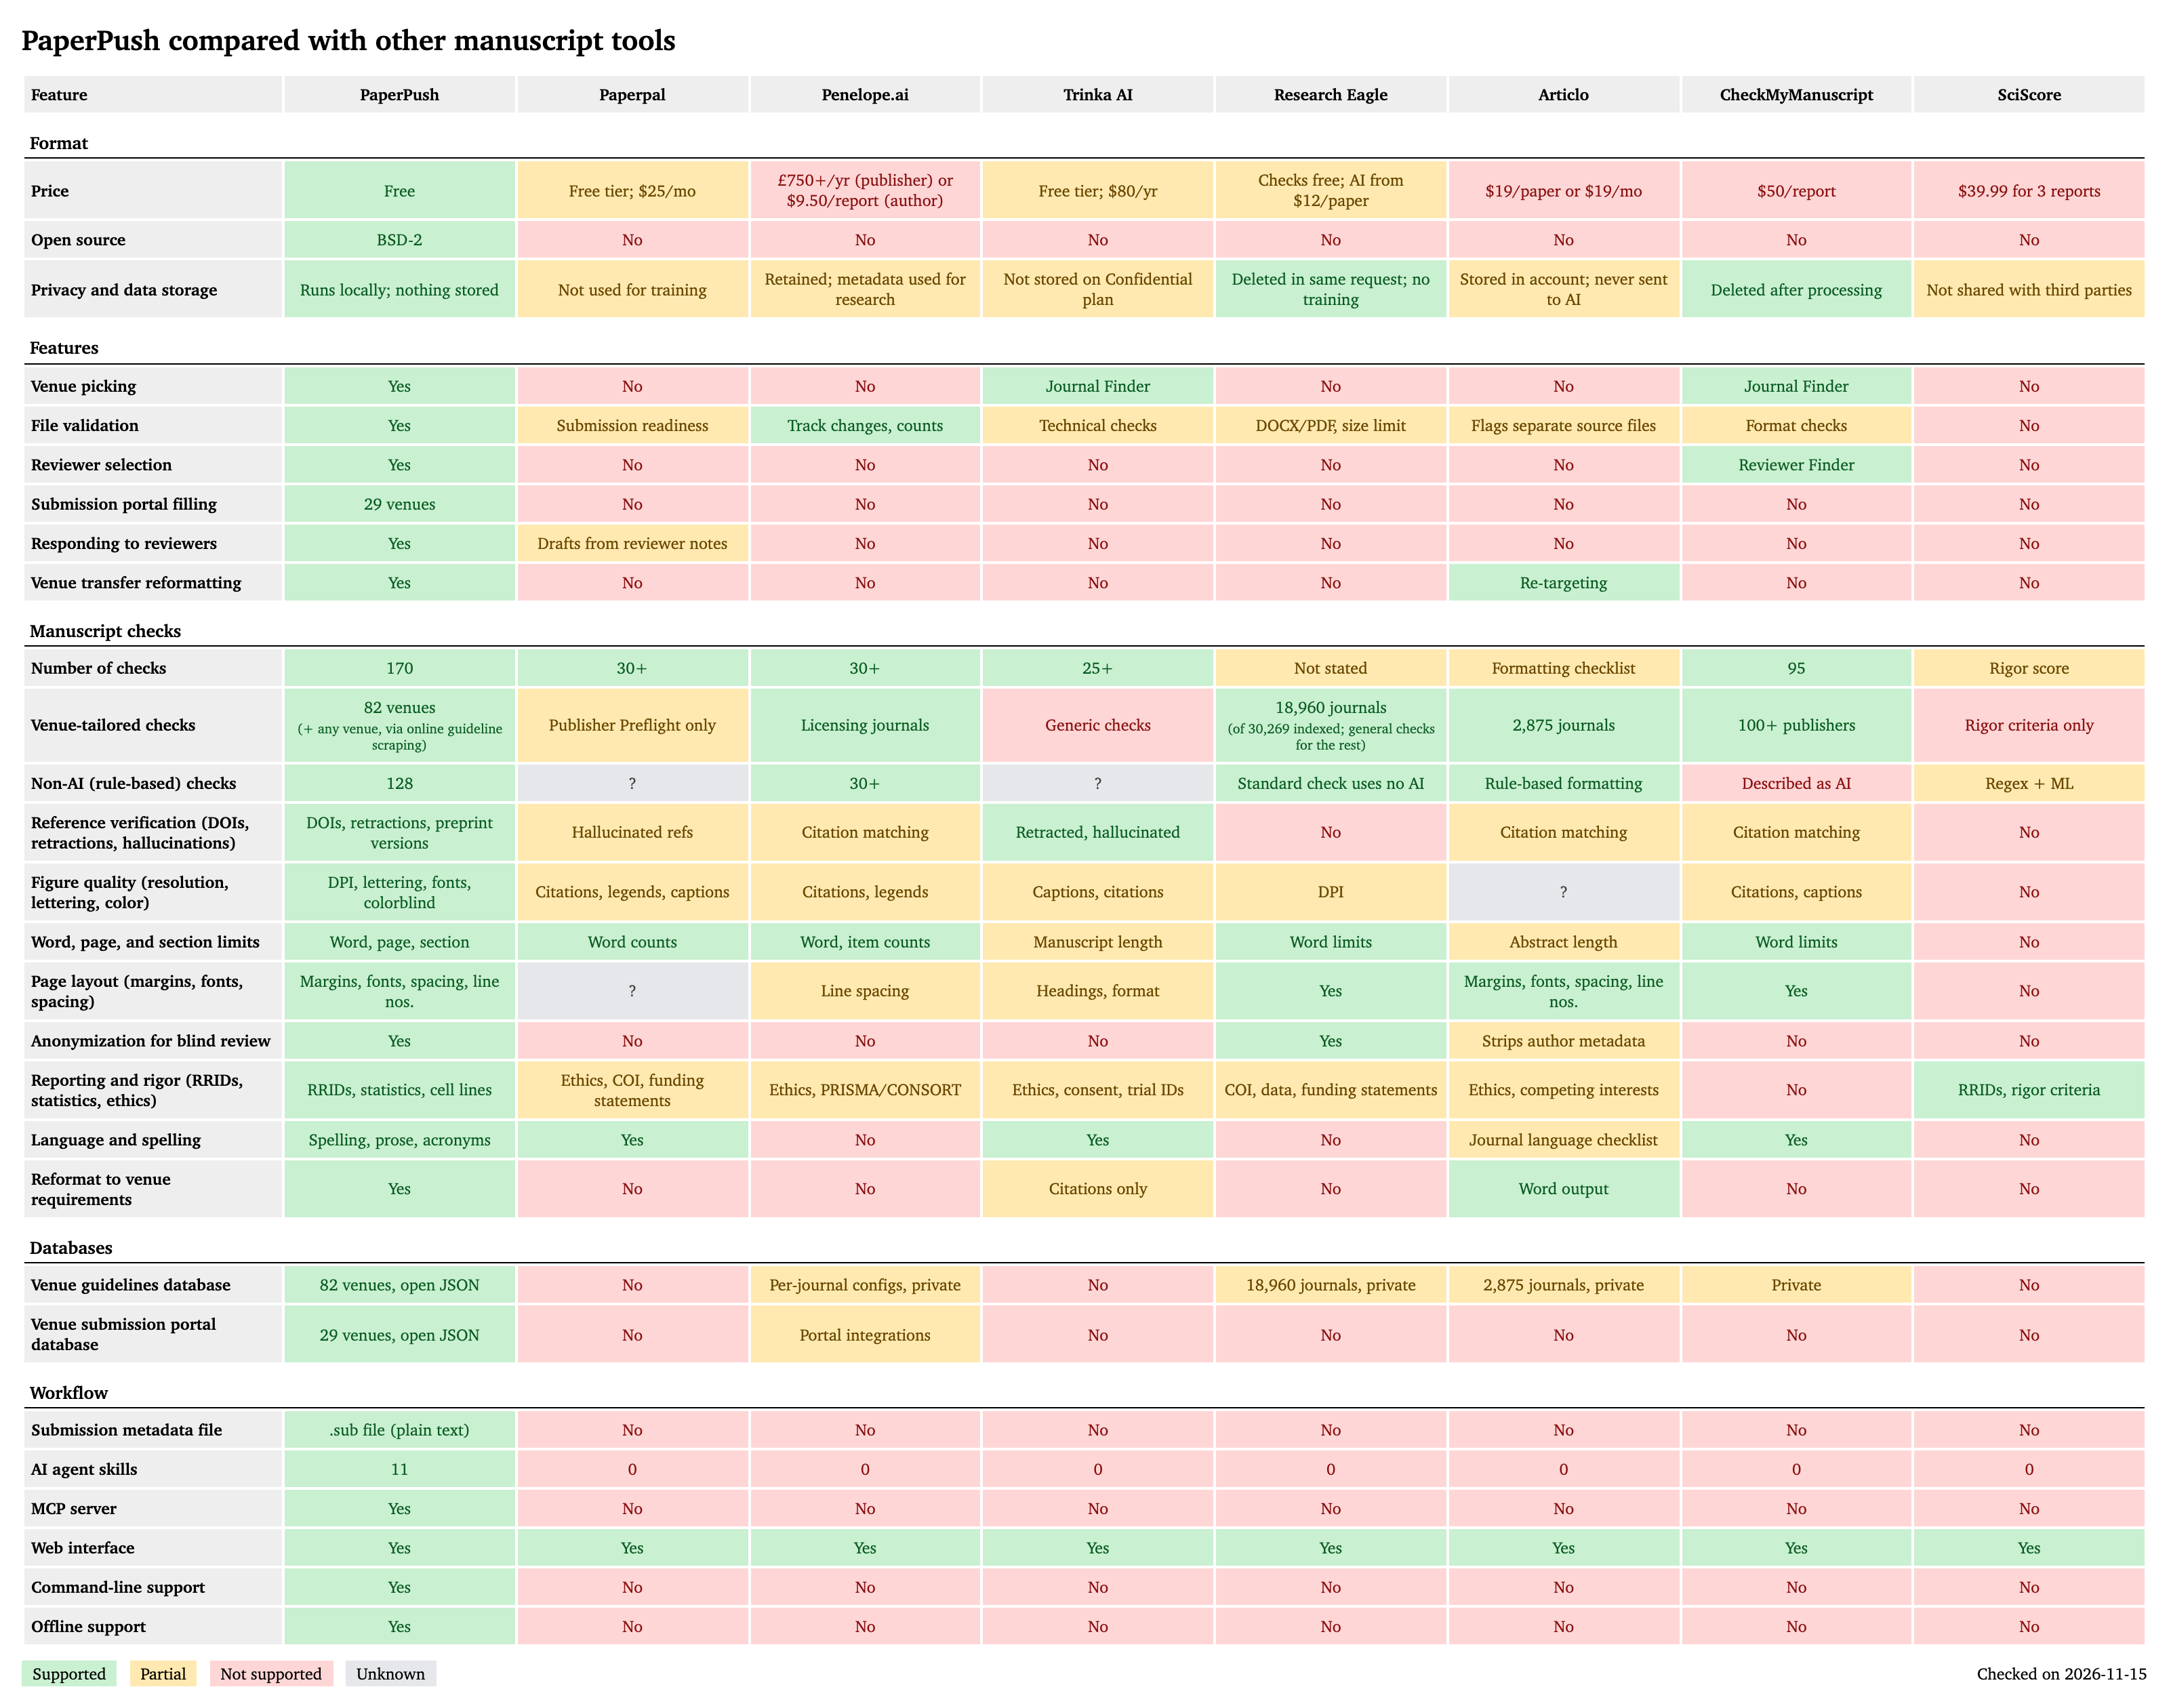 PaperPush compared with other manuscript tools
Feature PaperPush Paperpal Penelope.ai Trinka AI Research Eagle Articlo CheckMyManuscript SciScore
Format
Price Free Free tier; $25/mo £750+/yr (publisher) or $9.50/report (author) Free tier; $80/yr Checks free; AI from $12/paper $19/paper or $19/mo $50/report $39.99 for 3 reports
Open source BSD-2 No No No No No No No
Privacy and data storage Runs locally; nothing stored Not used for training Retained; metadata used for research Not stored on Confidential plan Deleted in same request; no training Stored in account; never sent to AI Deleted after processing Not shared with third parties
Features
Venue picking Yes No No Journal Finder No No Journal Finder No
File validation Yes Submission readiness Track changes, counts Technical checks DOCX/PDF, size limit Flags separate source files Format checks No
Reviewer selection Yes No No No No No Reviewer Finder No
Submission portal filling 29 venues No No No No No No No
Responding to reviewers Yes Drafts from reviewer notes No No No No No No
Venue transfer reformatting Yes No No No No Re-targeting No No
Manuscript checks
Number of checks 170 30+ 30+ 25+ Not stated Formatting checklist 95 Rigor score
Venue-tailored checks 82 venues (+ any venue, via online guideline scraping) Publisher Preflight only Licensing journals Generic checks 18,960 journals (of 30,269 indexed; general checks for the rest) 2,875 journals 100+ publishers Rigor criteria only
Non-AI (rule-based) checks 128 ? 30+ ? Standard check uses no AI Rule-based formatting Described as AI Regex + ML
Reference verification (DOIs, retractions, hallucinations) DOIs, retractions, preprint versions Hallucinated refs Citation matching Retracted, hallucinated No Citation matching Citation matching No
Figure quality (resolution, lettering, color) DPI, lettering, fonts, colorblind Citations, legends, captions Citations, legends Captions, citations DPI ? Citations, captions No
Word, page, and section limits Word, page, section Word counts Word, item counts Manuscript length Word limits Abstract length Word limits No
Page layout (margins, fonts, spacing) Margins, fonts, spacing, line nos. ? Line spacing Headings, format Yes Margins, fonts, spacing, line nos. Yes No
Anonymization for blind review Yes No No No Yes Strips author metadata No No
Reporting and rigor (RRIDs, statistics, ethics) RRIDs, statistics, cell lines Ethics, COI, funding statements Ethics, PRISMA/CONSORT Ethics, consent, trial IDs COI, data, funding statements Ethics, competing interests No RRIDs, rigor criteria
Language and spelling Spelling, prose, acronyms Yes No Yes No Journal language checklist Yes No
Reformat to venue requirements Yes No No Citations only No Word output No No
Databases
Venue guidelines database 82 venues, open JSON No Per-journal configs, private No 18,960 journals, private 2,875 journals, private Private No
Venue submission portal database 29 venues, open JSON No Portal integrations No No No No No
Workflow
Submission metadata file .sub file (plain text) No No No No No No No
AI agent skills 11 0 0 0 0 0 0 0
MCP server Yes No No No No No No No
Web interface Yes Yes Yes Yes Yes Yes Yes Yes
Command-line support Yes No No No No No No No
Offline support Yes No No No No No No No
Supported Partial Not supported Unknown Checked on 2026-11-15